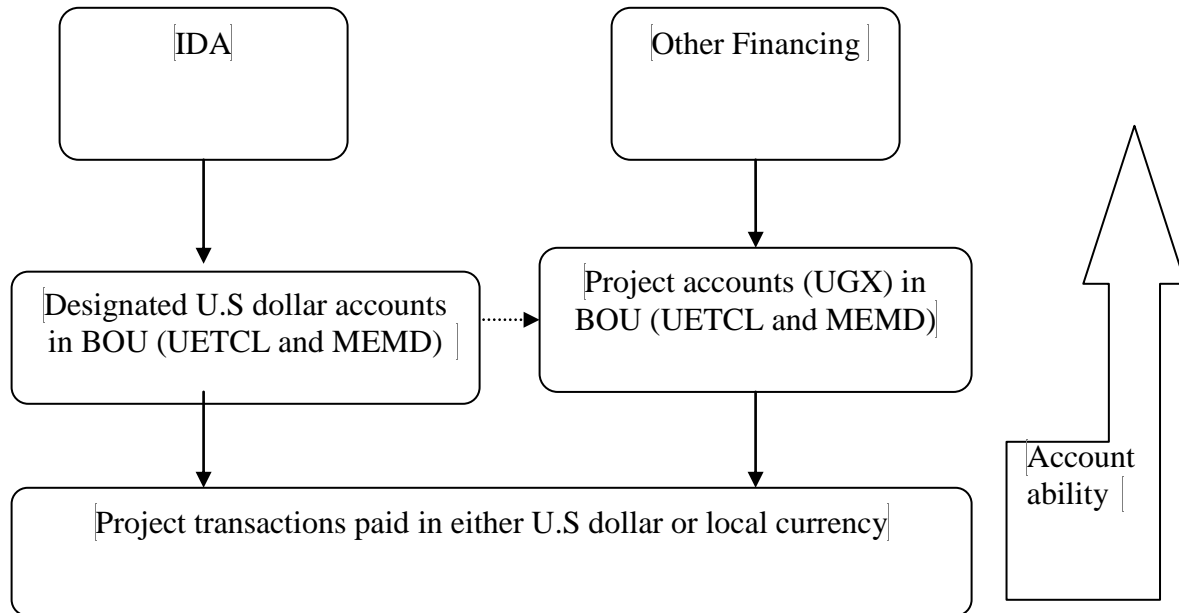 IDA
Other Financing
Designated U.S dollar accounts
in BOU (UETCL and MEMD)
Project accounts (UGX) in
BOU (UETCL and MEMD)
Project transactions paid in either U.S dollar or local currency
Account
ability